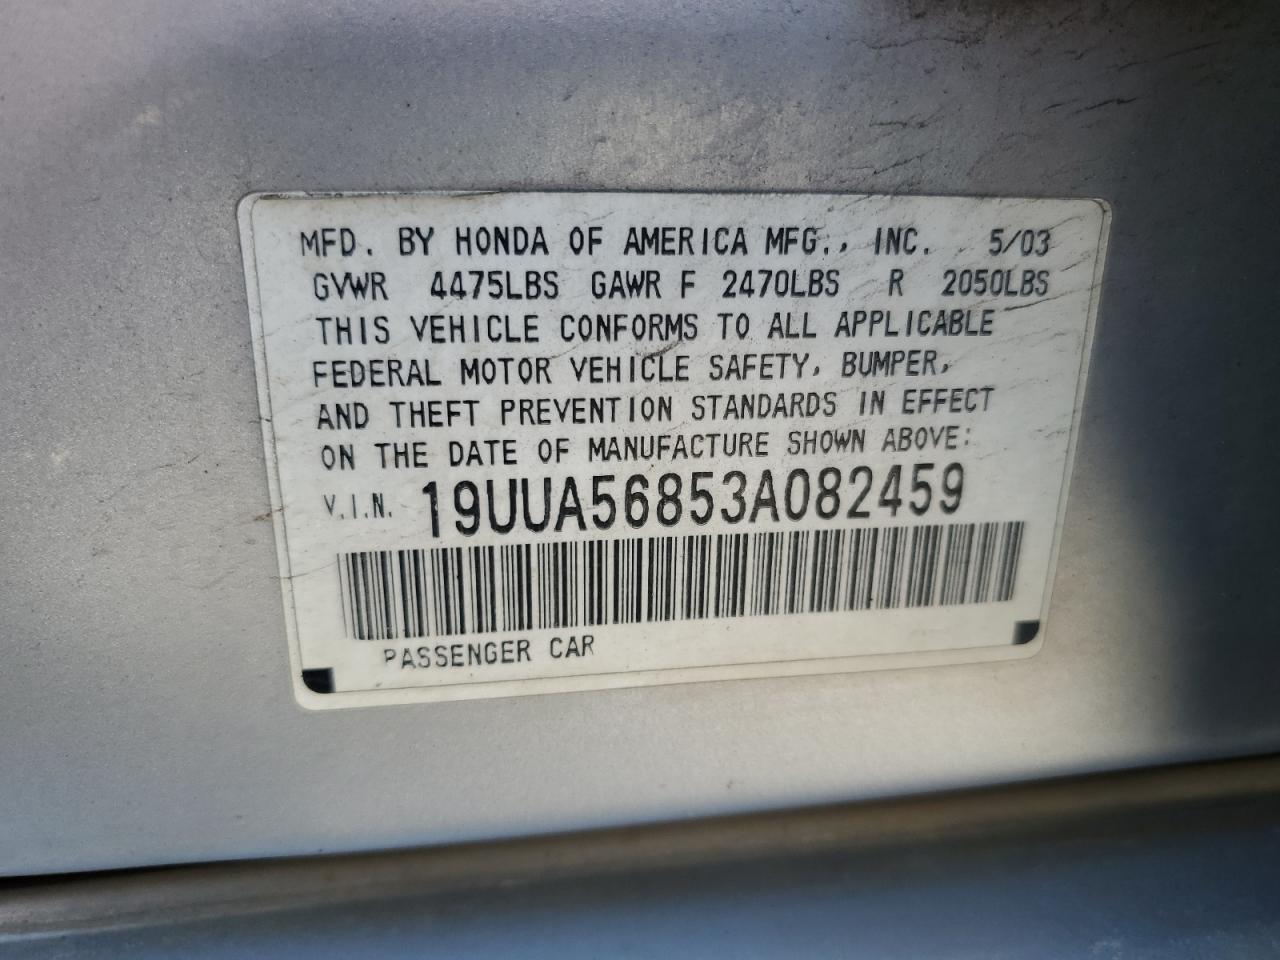 MFD. BY HONDA OF AMERICA MFG., INC. 5/03
GVWR 4475LBS GAWR F 2470LBS R 2050LBS
THIS VEHICLE CONFORMS TO ALL APPLICABLE
FEDERAL MOTOR VEHICLE SAFETY, BUMPER,
AND THEFT PREVENTION STANDARDS IN EFFECT
ON THE DATE OF MANUFACTURE SHOWN ABOVE:
V.I.N. 19UUA56853A082459
PASSENGER CAR